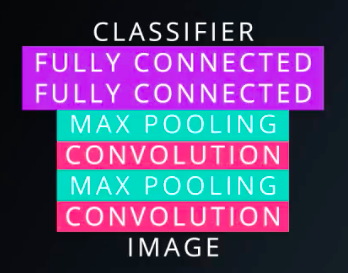 CLASSIFIER
FULLY CONNECTED
FULLY CONNECTED
MAX POOLING
CONVOLUTION
MAX POOLING
CONVOLUTION
IMAGE